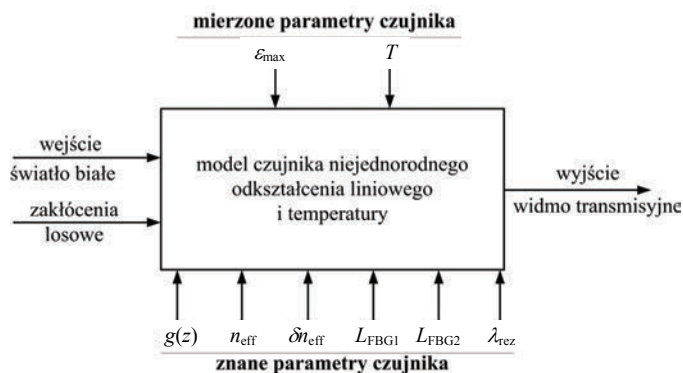 mierzone parametry czujnika
εmax T
wejście
światło białe
zakłócenia
losowe
model czujnika niejednorodnego
odkształcenia liniowego
i temperatury
wyjście
widmo transmisyjne
g(z) neff δneff LFBG1 LFBG2 λrez
znane parametry czujnika